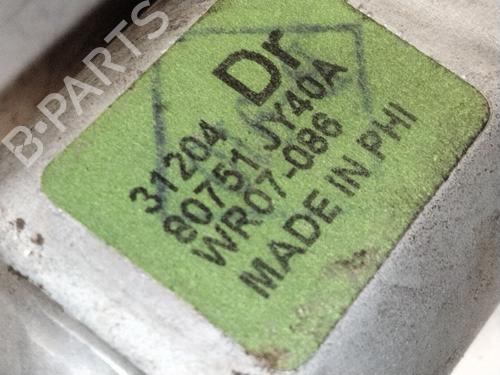 B-PARTS
Dr
31204
80751 JY40A
WR07-086
MADE IN PHI